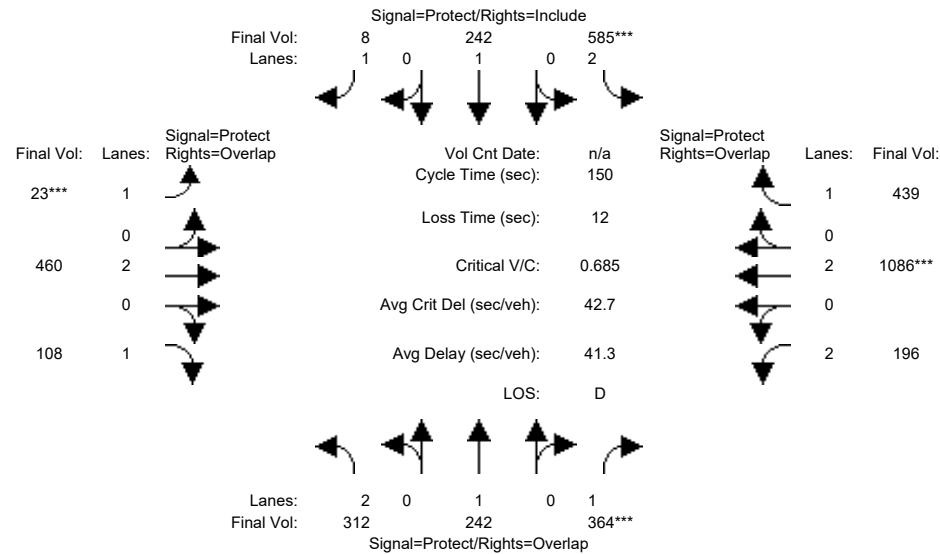 Signal=Protect/Rights=Include
Final Vol: 8 242 585***
Lanes: 1 0 1 0 2
Signal=Protect Signal=Protect
Final Vol: Lanes: Rights=Overlap Vol Cnt Date: n/a Rights=Overlap Lanes: Final Vol:
Cycle Time (sec): 150
23*** 1 1 439
Loss Time (sec): 12
0 0
460 2 Critical V/C: 0.685 2 1086***
0 Avg Crit Del (sec/veh): 42.7 0
108 1 Avg Delay (sec/veh): 41.3 2 196
LOS: D
Lanes: 2 0 1 0 1
Final Vol: 312 242 364***
Signal=Protect/Rights=Overlap